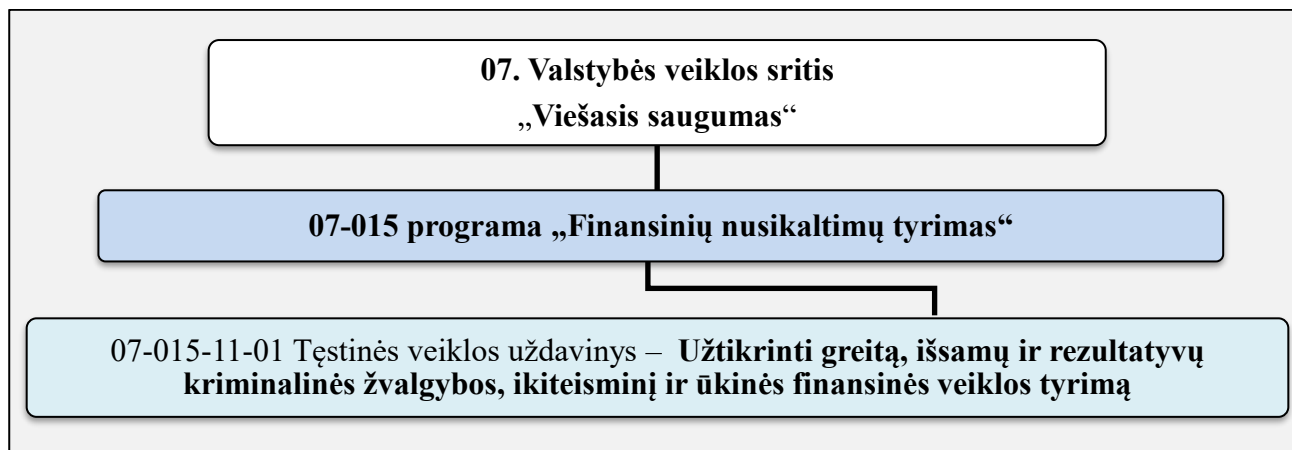 07. Valstybės veiklos sritis
„Viešasis saugumas“
07-015 programa „Finansinių nusikaltimų tyrimas“
07-015-11-01 Tęstinės veiklos uždavinys – Užtikrinti greitą, išsamų ir rezultatyvų
kriminalinės žvalgybos, ikiteisminį ir ūkinės finansinės veiklos tyrimą